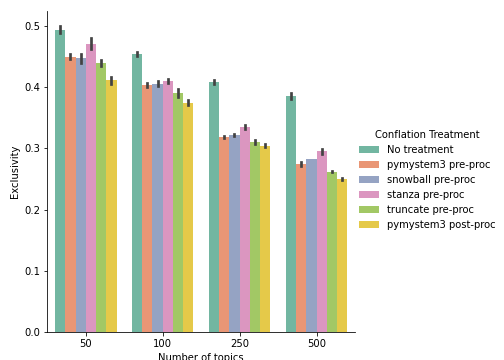 0.5
0.4
0.3
0.2
0.1
0.0
Exclusivity
50 100 250 500
Number of topics
Conflation Treatment
No treatment
pymystem3 pre-proc
snowball pre-proc
stanza pre-proc
truncate pre-proc
pymystem3 post-proc